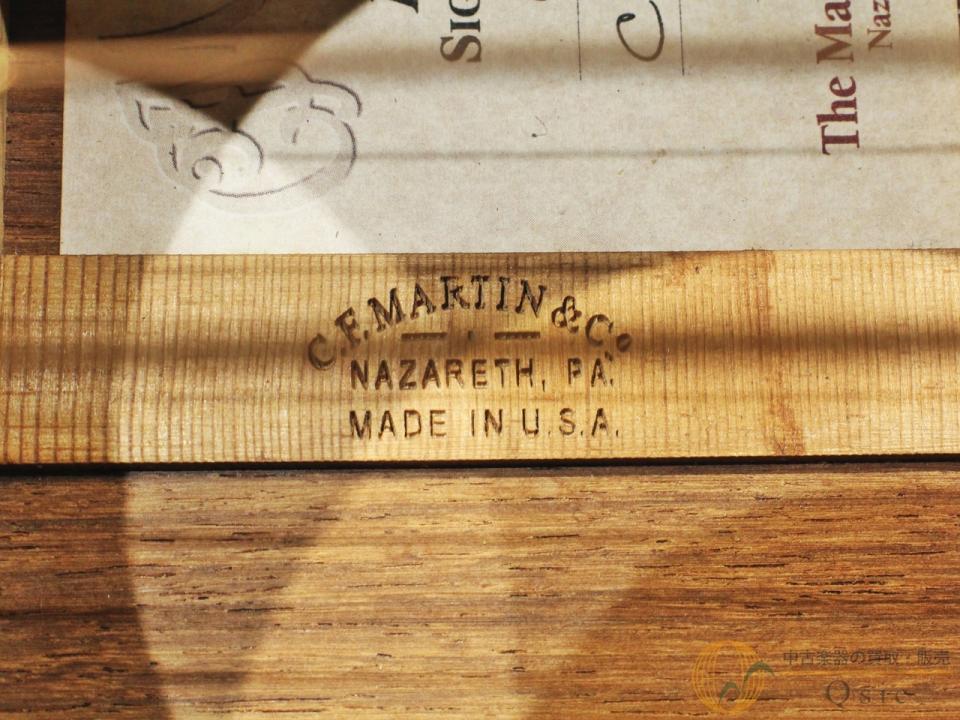 The Ma
Naz
C.F. MARTIN & Co
NAZARETH, PA.
MADE IN U.S.A.
中古楽器の買取・販売
Qsic